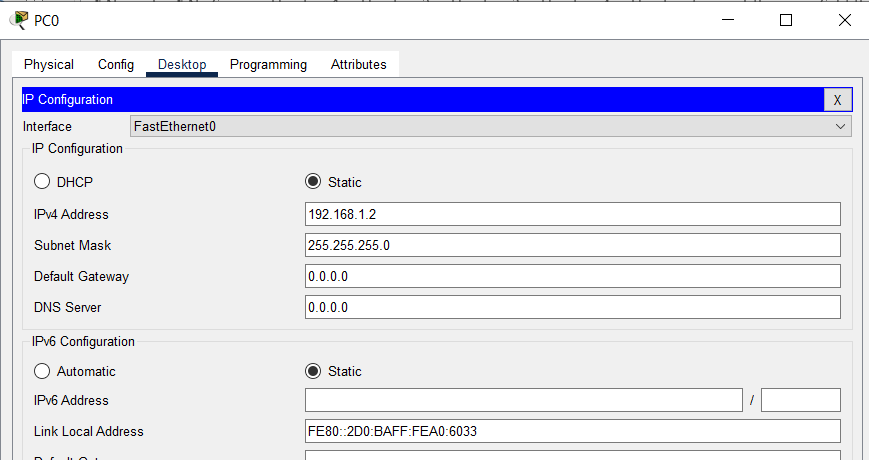 PC0
Physical Config Desktop Programming Attributes
IP Configuration X
Interface FastEthernet0
IP Configuration
DHCP Static
IPv4 Address 192.168.1.2
Subnet Mask 255.255.255.0
Default Gateway 0.0.0.0
DNS Server 0.0.0.0
IPv6 Configuration
Automatic Static
IPv6 Address /
Link Local Address FE80::2D0:BAFF:FEA0:6033